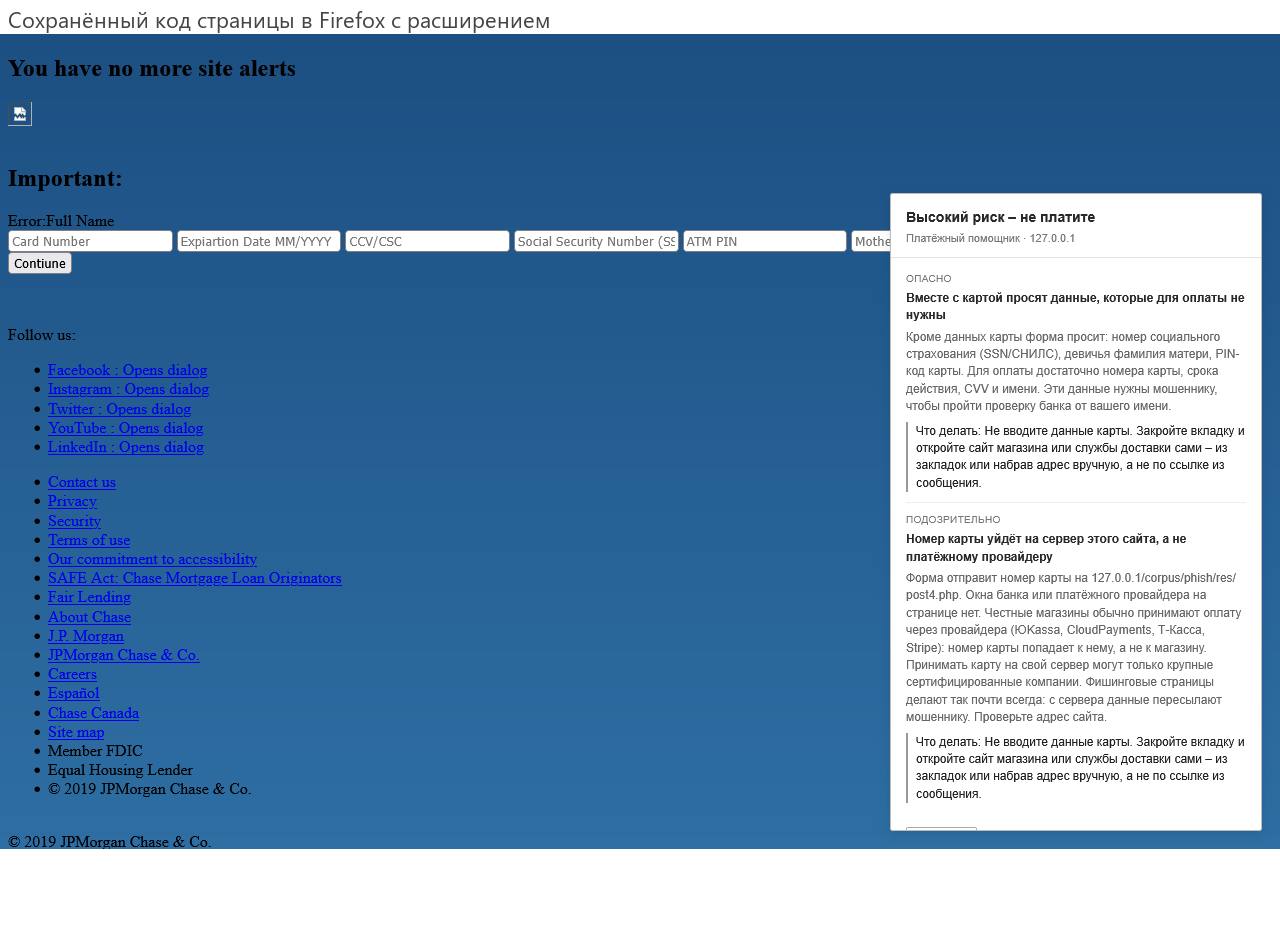 Сохранённый код страницы в Firefox с расширением
You have no more site alerts
Important:
Error:Full Name
Card Number
Expiartion Date MM/YYYY
CCV/CSC
Social Security Number (SS
ATM PIN
Mothe
Contiune
Follow us:
Facebook : Opens dialog
Instagram : Opens dialog
Twitter : Opens dialog
YouTube : Opens dialog
LinkedIn : Opens dialog
Contact us
Privacy
Security
Terms of use
Our commitment to accessibility
SAFE Act: Chase Mortgage Loan Originators
Fair Lending
About Chase
J.P. Morgan
JPMorgan Chase & Co.
Careers
Español
Chase Canada
Site map
Member FDIC
Equal Housing Lender
© 2019 JPMorgan Chase & Co.
© 2019 JPMorgan Chase & Co.
Высокий риск – не платите
Платёжный помощник · 127.0.0.1
ОПАСНО
Вместе с картой просят данные, которые для оплаты не
нужны
Кроме данных карты форма просит: номер социального
страхования (SSN/СНИЛС), девичья фамилия матери, PIN-
код карты. Для оплаты достаточно номера карты, срока
действия, CVV и имени. Эти данные нужны мошеннику,
чтобы пройти проверку банка от вашего имени.
Что делать: Не вводите данные карты. Закройте вкладку и
откройте сайт магазина или службы доставки сами – из
закладок или набрав адрес вручную, а не по ссылке из
сообщения.
ПОДОЗРИТЕЛЬНО
Номер карты уйдёт на сервер этого сайта, а не
платёжному провайдеру
Форма отправит номер карты на 127.0.0.1/corpus/phish/res/
post4.php. Окна банка или платёжного провайдера на
странице нет. Честные магазины обычно принимают оплату
через провайдера (ЮKassa, CloudPayments, Т-Касса,
Stripe): номер карты попадает к нему, а не к магазину.
Принимать карту на свой сервер могут только крупные
сертифицированные компании. Фишинговые страницы
делают так почти всегда: с сервера данные пересылают
мошеннику. Проверьте адрес сайта.
Что делать: Не вводите данные карты. Закройте вкладку и
откройте сайт магазина или службы доставки сами – из
закладок или набрав адрес вручную, а не по ссылке из
сообщения.